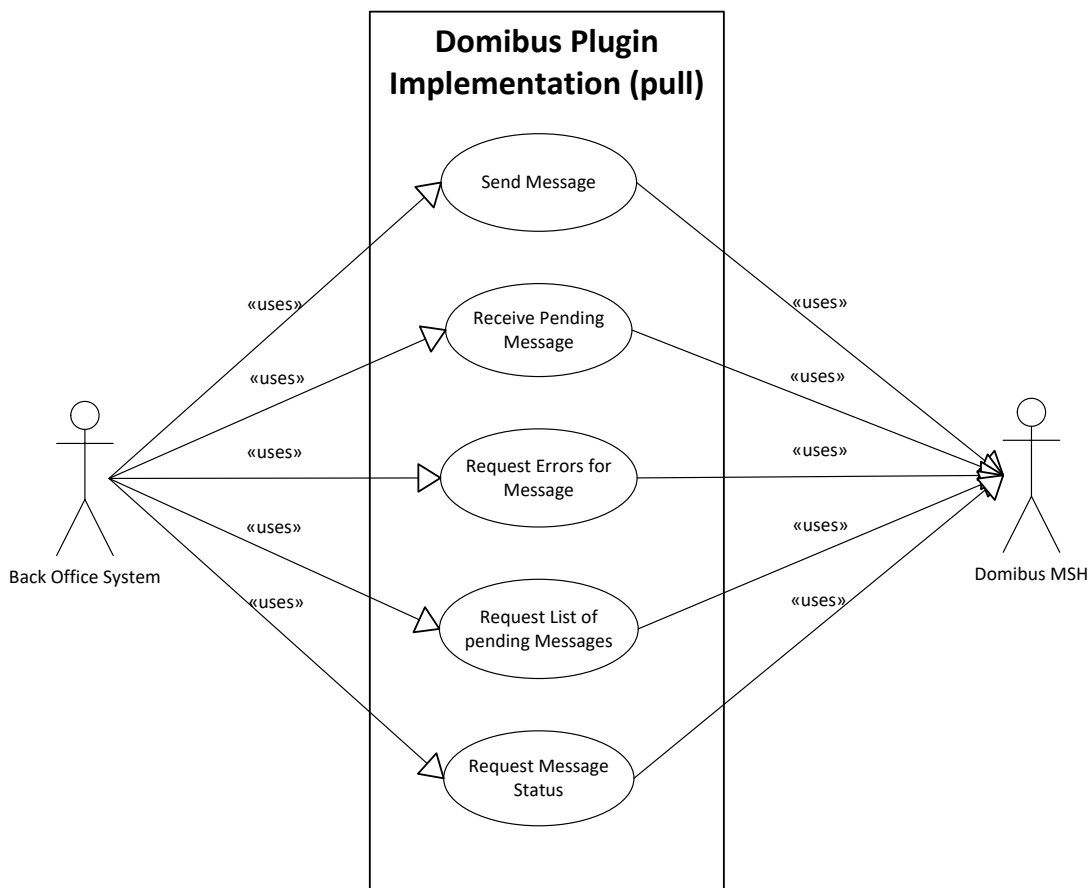 Domibus Plugin
Implementation (pull)
Send Message
«uses»
«uses»
Receive Pending
Message
«uses»
«uses»
«uses»
«uses»
Request Errors for
Message
Back Office System
Domibus MSH
«uses»
«uses»
Request List of
pending Messages
«uses»
«uses»
Request Message
Status